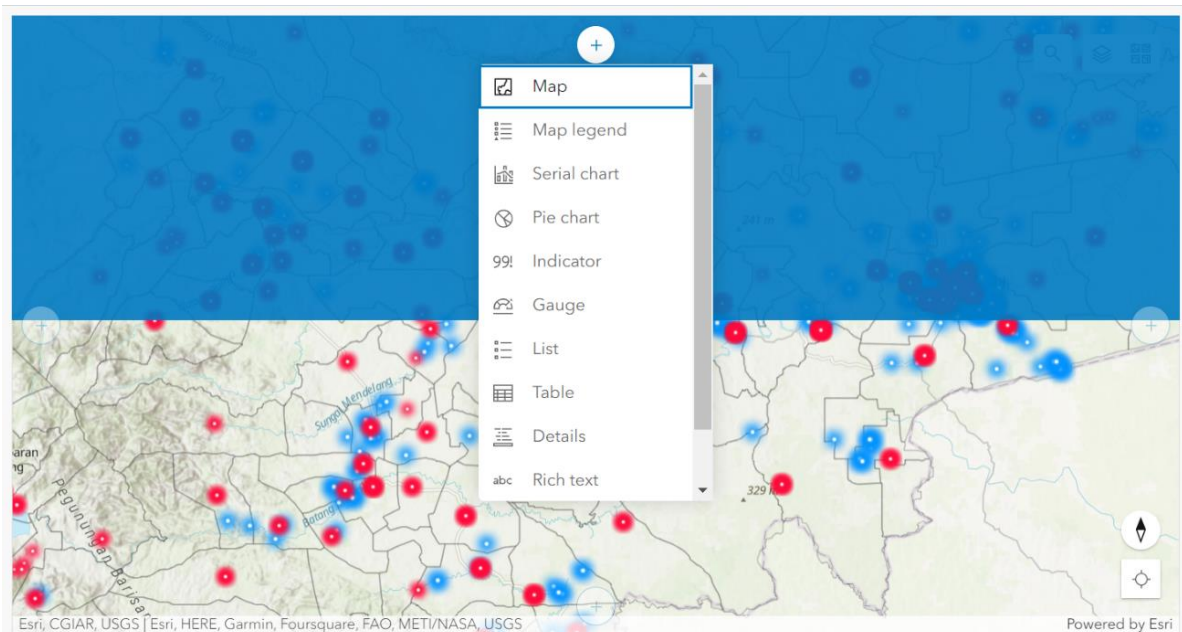 Map
Map legend
Serial chart
Pie chart
99! Indicator
Gauge
List
Table
Details
abc Rich text
241 m
Sungai Mendelang
aran
ng
Pegunungan Barisan
Batang
329 m
Esri, CGIAR, USGS | Esri, HERE, Garmin, Foursquare, FAO, METI/NASA, USGS
Powered by Esri